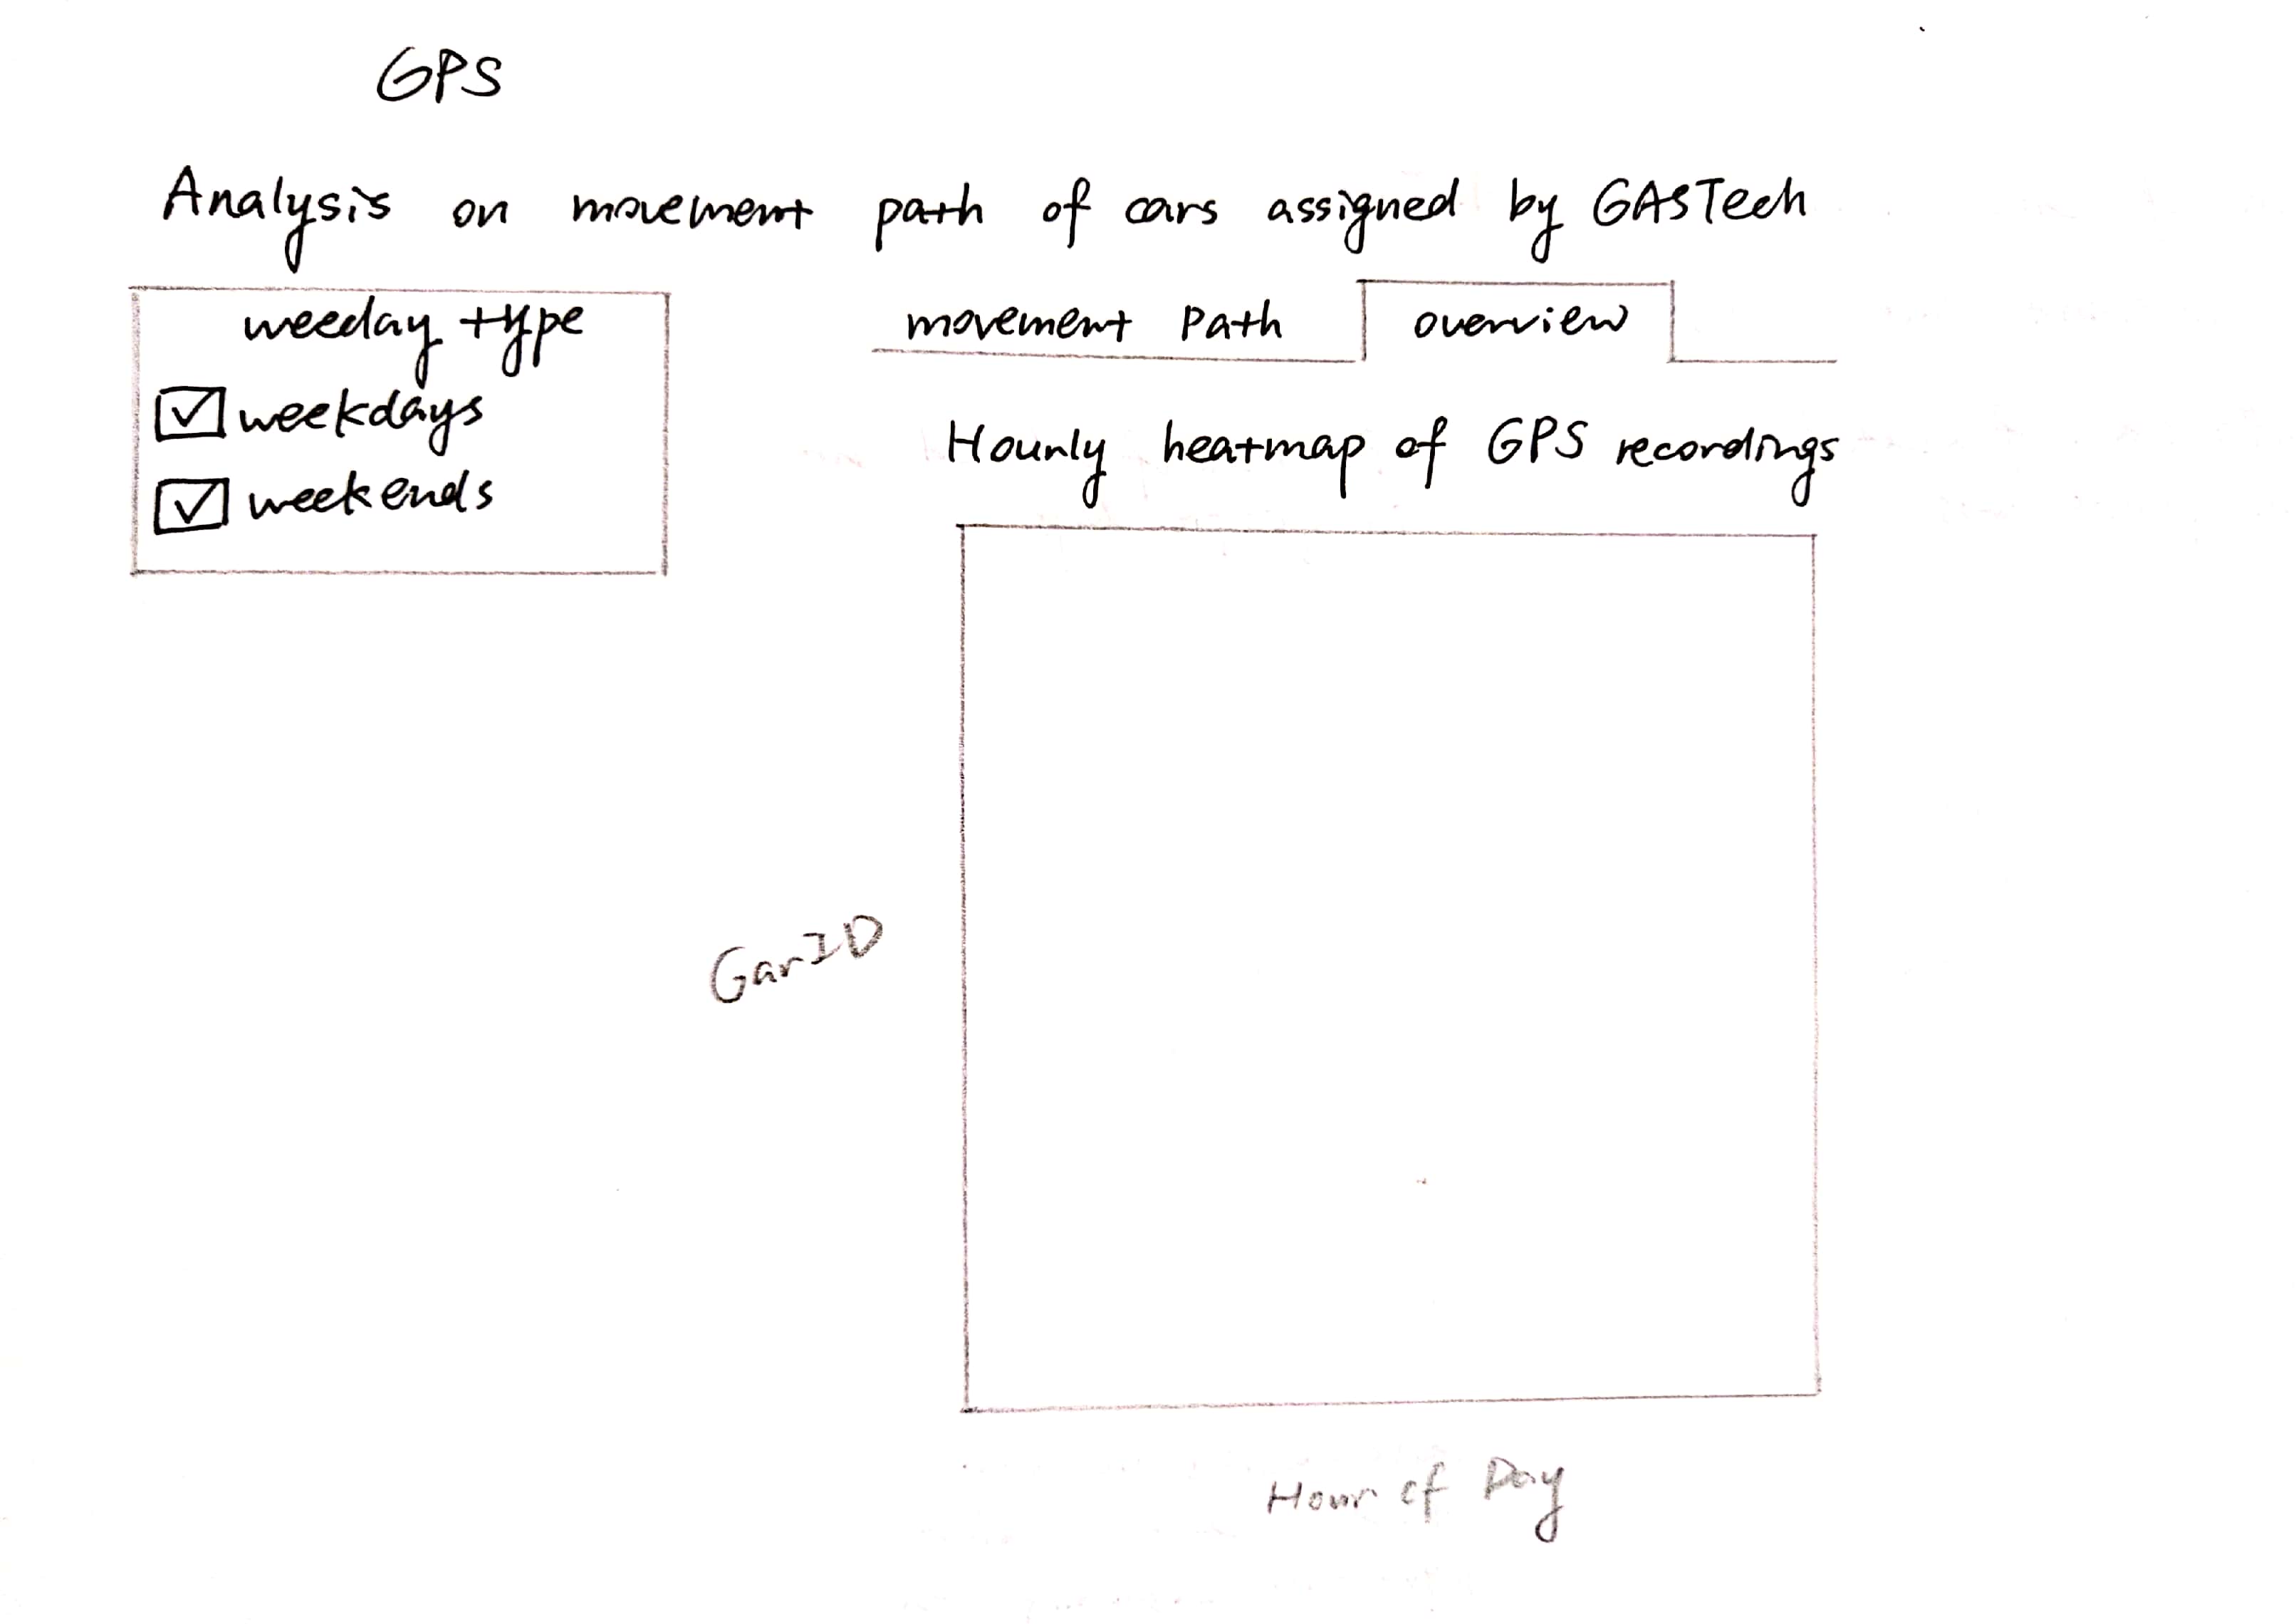 GPS
Analysis on movement path of cars assigned by GASTech
weeday type
weekdays
weekends
movement Path
overview
Hourly heatmap of GPS recordings
CarID
Hour of Day